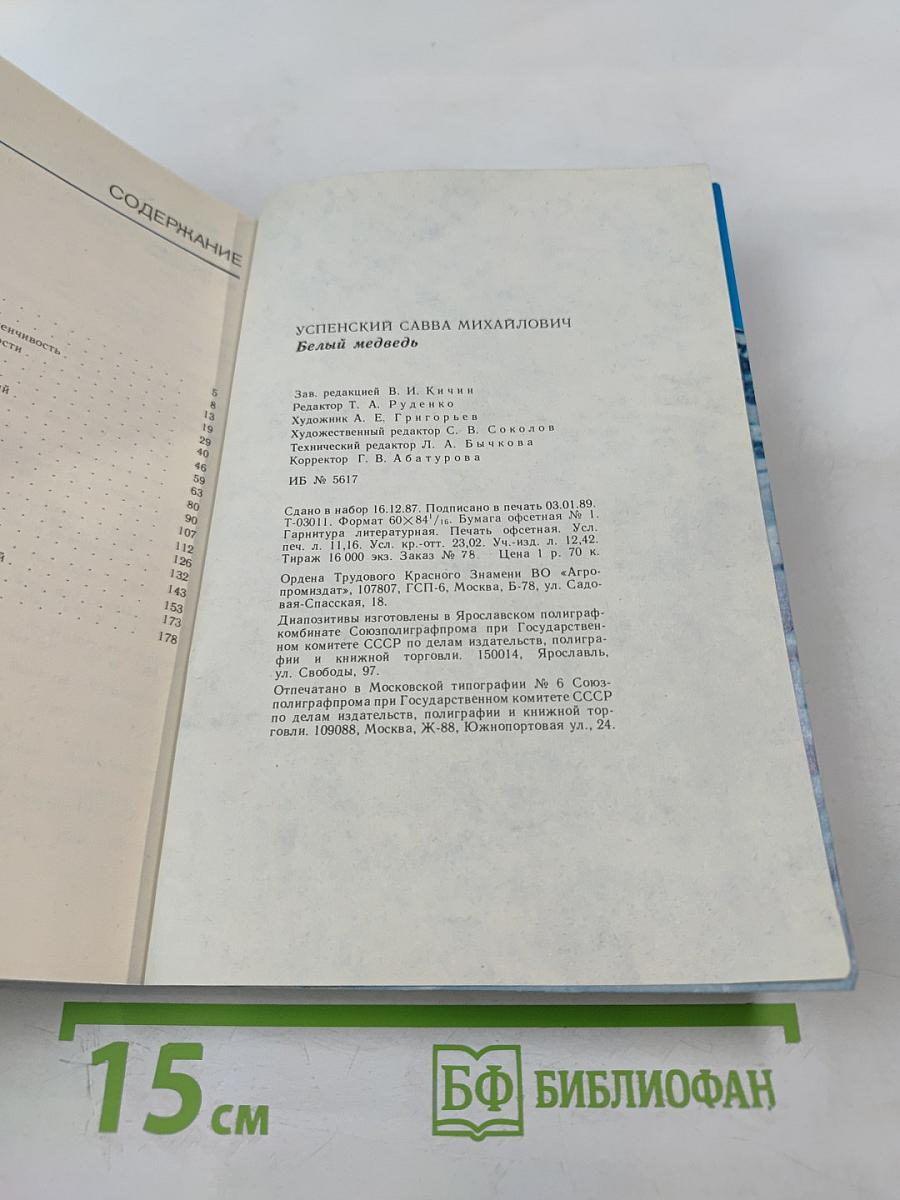 СОДЕРЖАНИЕ
енчивость
ости
ый
й
5
8
13
19
29
40
46
59
63
80
90
107
112
126
132
143
153
173
178
УСПЕНСКИЙ САВВА МИХАЙЛОВИЧ
Белый медведь
Зав. редакцией В. И. Кичин
Редактор Т. А. Руденко
Художник А. Е. Григорьев
Художественный редактор С. В. Соколов
Технический редактор Л. А. Бычкова
Корректор Г. В. Абатурова
ИБ № 5617
Сдано в набор 16.12.87. Подписано в печать 03.01.89.
Т-03011. Формат 60×84¹/₁₆. Бумага офсетная № 1.
Гарнитура литературная. Печать офсетная. Усл.
печ. л. 11,16. Усл. кр.-отт. 23,02. Уч.-изд. л. 12,42.
Тираж 16 000 экз. Заказ № 78. Цена 1 р. 70 к.
Ордена Трудового Красного Знамени ВО «Агро-
промиздат», 107807, ГСП-6, Москва, Б-78, ул. Садо-
вая-Спасская, 18.
Диапозитивы изготовлены в Ярославском полиграф-
комбинате Союзполиграфпрома при Государствен-
ном комитете СССР по делам издательств, полигра-
фии и книжной торговли. 150014, Ярославль,
ул. Свободы, 97.
Отпечатано в Московской типографии № 6 Союз-
полиграфпрома при Государственном комитете СССР
по делам издательств, полиграфии и книжной тор-
говли. 109088, Москва, Ж-88, Южнопортовая ул., 24.
15 см
БФ БИБЛИОФАН